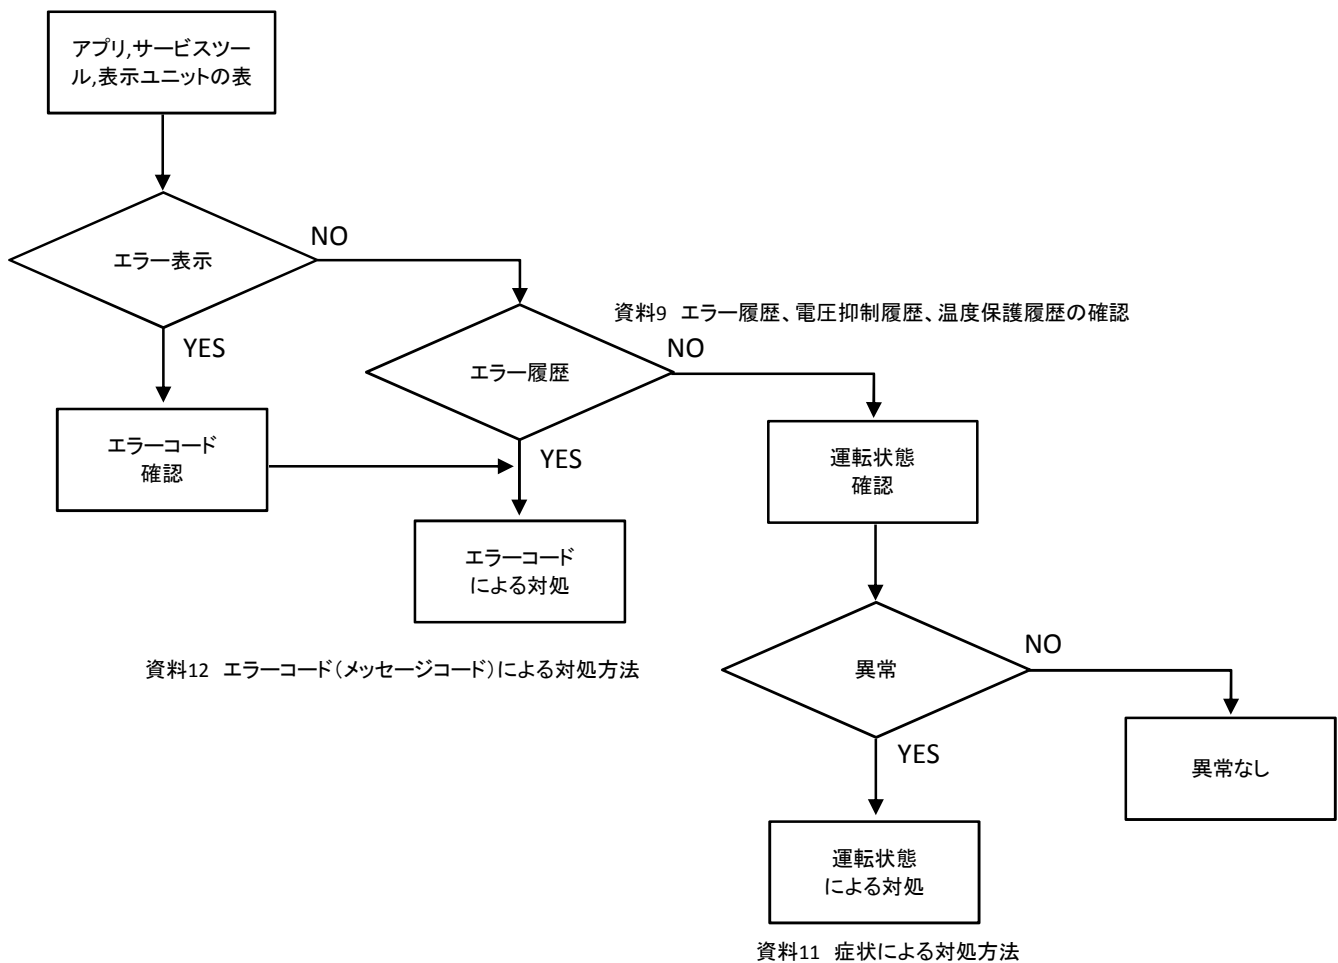 アプリ,サービスツー
ル,表示ユニットの表
エラー表示
NO
YES
資料9 エラー履歴、電圧抑制履歴、温度保護履歴の確認
エラー履歴
NO
YES
エラーコード
確認
運転状態
確認
エラーコード
による対処
資料12 エラーコード（メッセージコード）による対処方法
異常
NO
YES
異常なし
運転状態
による対処
資料11 症状による対処方法